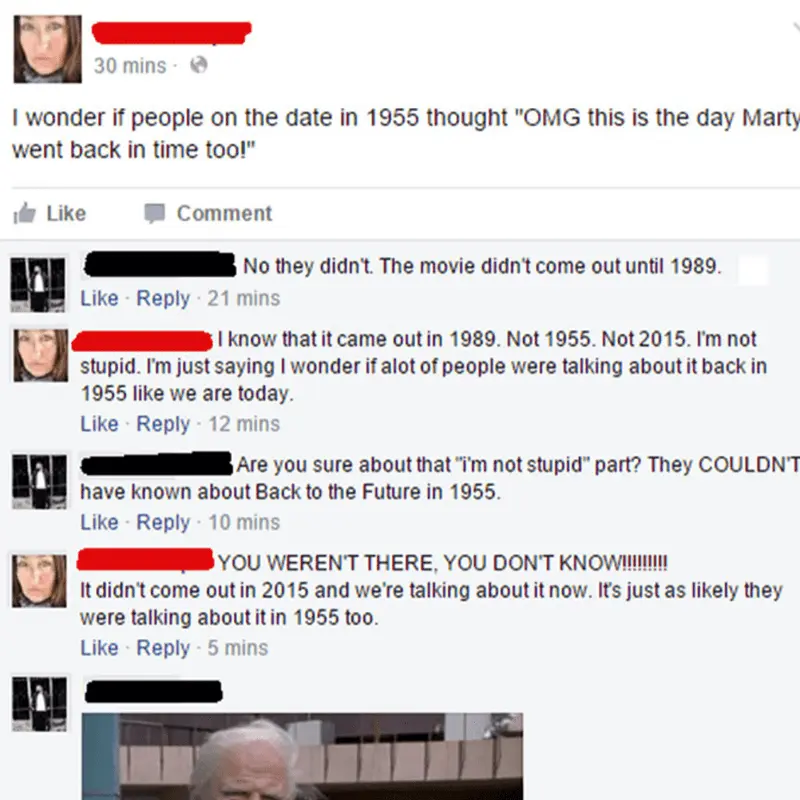 30 mins ·
I wonder if people on the date in 1955 thought "OMG this is the day Marty
went back in time too!"
Like Comment
No they didn't. The movie didn't come out until 1989.
Like · Reply · 21 mins
I know that it came out in 1989. Not 1955. Not 2015. I'm not
stupid. I'm just saying I wonder if alot of people were talking about it back in
1955 like we are today.
Like · Reply · 12 mins
Are you sure about that "i'm not stupid" part? They COULDN'T
have known about Back to the Future in 1955.
Like · Reply · 10 mins
YOU WEREN'T THERE, YOU DON'T KNOW!!!!!!!!!
It didn't come out in 2015 and we're talking about it now. It's just as likely they
were talking about it in 1955 too.
Like · Reply · 5 mins